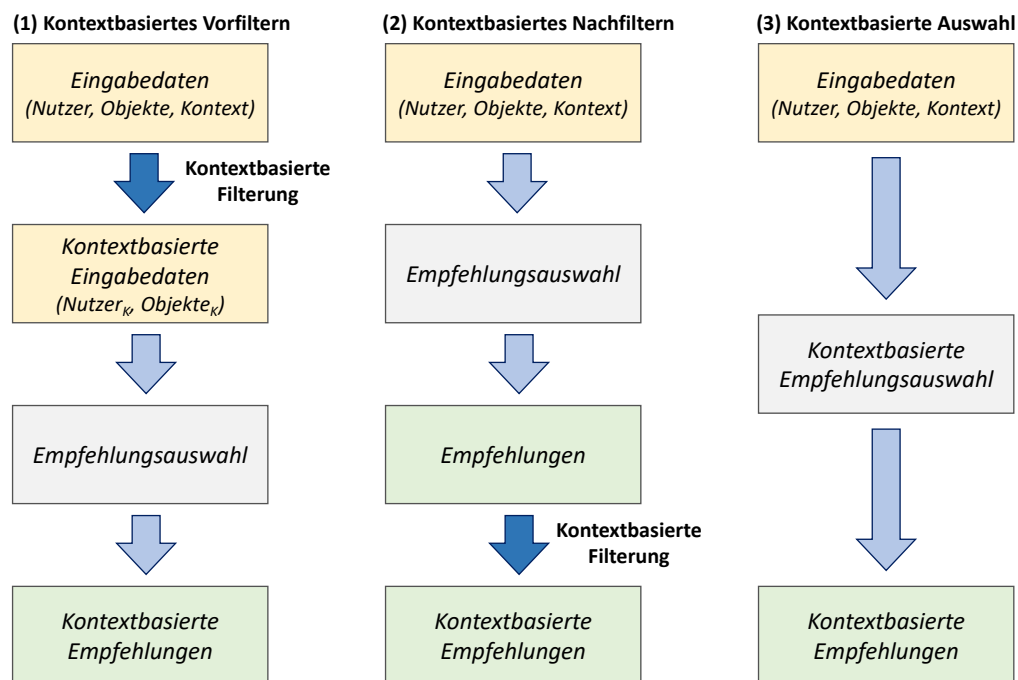 (1) Kontextbasiertes Vorfiltern
Eingabedaten
(Nutzer, Objekte, Kontext)
Kontextbasierte
Filterung
Kontextbasierte
Eingabedaten
(Nutzer_K, Objekte_K)
Empfehlungsauswahl
Kontextbasierte
Empfehlungen
(2) Kontextbasiertes Nachfiltern
Eingabedaten
(Nutzer, Objekte, Kontext)
Empfehlungsauswahl
Empfehlungen
Kontextbasierte
Filterung
Kontextbasierte
Empfehlungen
(3) Kontextbasierte Auswahl
Eingabedaten
(Nutzer, Objekte, Kontext)
Kontextbasierte
Empfehlungsauswahl
Kontextbasierte
Empfehlungen